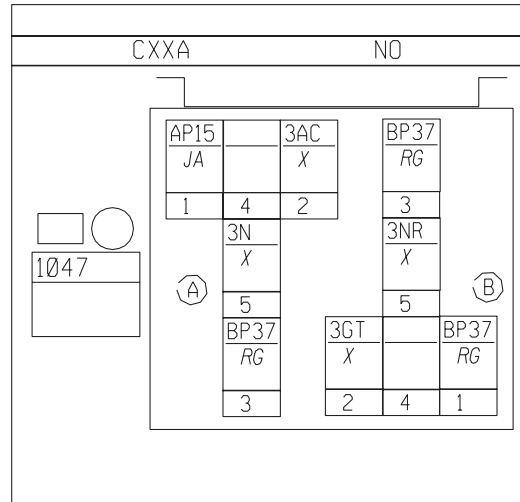 CXXA NO
AP15 3AC BP37
JA X RG
1 4 2 3
3N 3NR
X X
1047
A B
5 5
BP37 3GT BP37
RG X RG
3 2 4 1